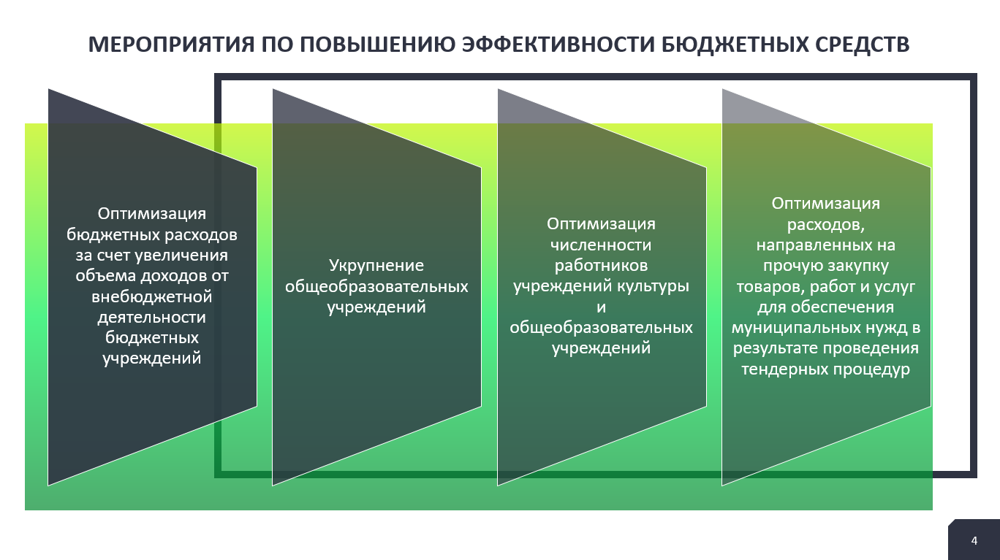 МЕРОПРИЯТИЯ ПО ПОВЫШЕНИЮ ЭФФЕКТИВНОСТИ БЮДЖЕТНЫХ СРЕДСТВ
Оптимизация
бюджетных расходов
за счет увеличения
объема доходов от
внебюджетной
деятельности
бюджетных
учреждений
Укрупнение
общеобразовательных
учреждений
Оптимизация
численности
работников
учреждений культуры
и
общеобразовательных
учреждений
Оптимизация
расходов,
направленных на
прочую закупку
товаров, работ и услуг
для обеспечения
муниципальных нужд в
результате проведения
тендерных процедур
4